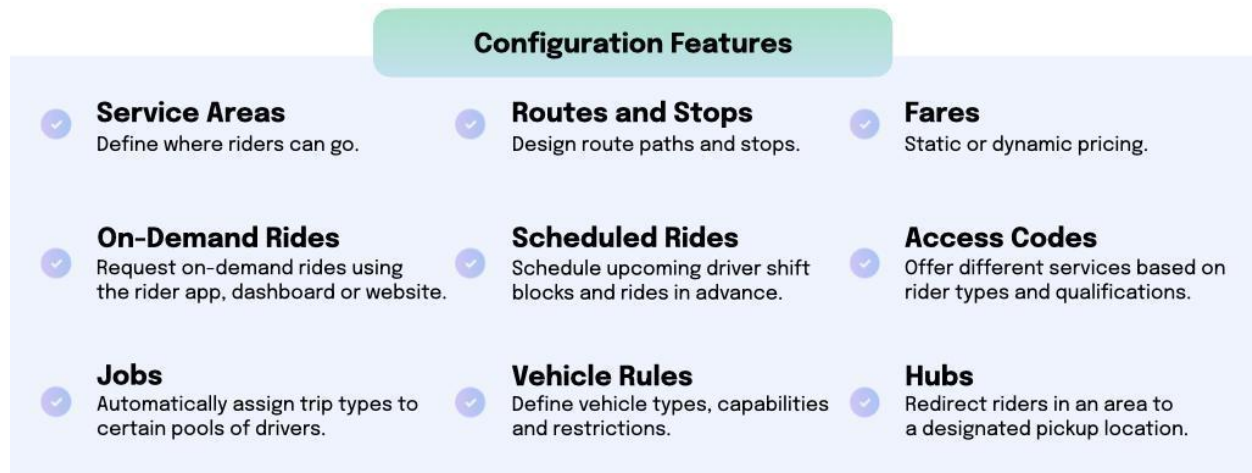 Configuration Features
Service Areas
Define where riders can go.
Routes and Stops
Design route paths and stops.
Fares
Static or dynamic pricing.
On-Demand Rides
Request on-demand rides using
the rider app, dashboard or website.
Scheduled Rides
Schedule upcoming driver shift
blocks and rides in advance.
Access Codes
Offer different services based on
rider types and qualifications.
Jobs
Automatically assign trip types to
certain pools of drivers.
Vehicle Rules
Define vehicle types, capabilities
and restrictions.
Hubs
Redirect riders in an area to
a designated pickup location.